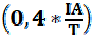 (0,4 * IA/T)